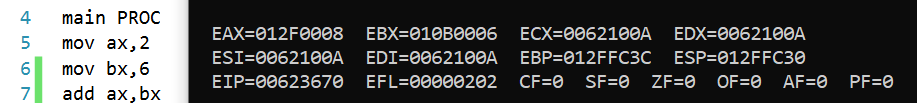 4 main PROC
5 mov ax,2
6 mov bx,6
7 add ax,bx
EAX=012F0008 EBX=010B0006 ECX=0062100A EDX=0062100A
ESI=0062100A EDI=0062100A EBP=012FFC3C ESP=012FFC30
EIP=00623670 EFL=00000202 CF=0 SF=0 ZF=0 OF=0 AF=0 PF=0